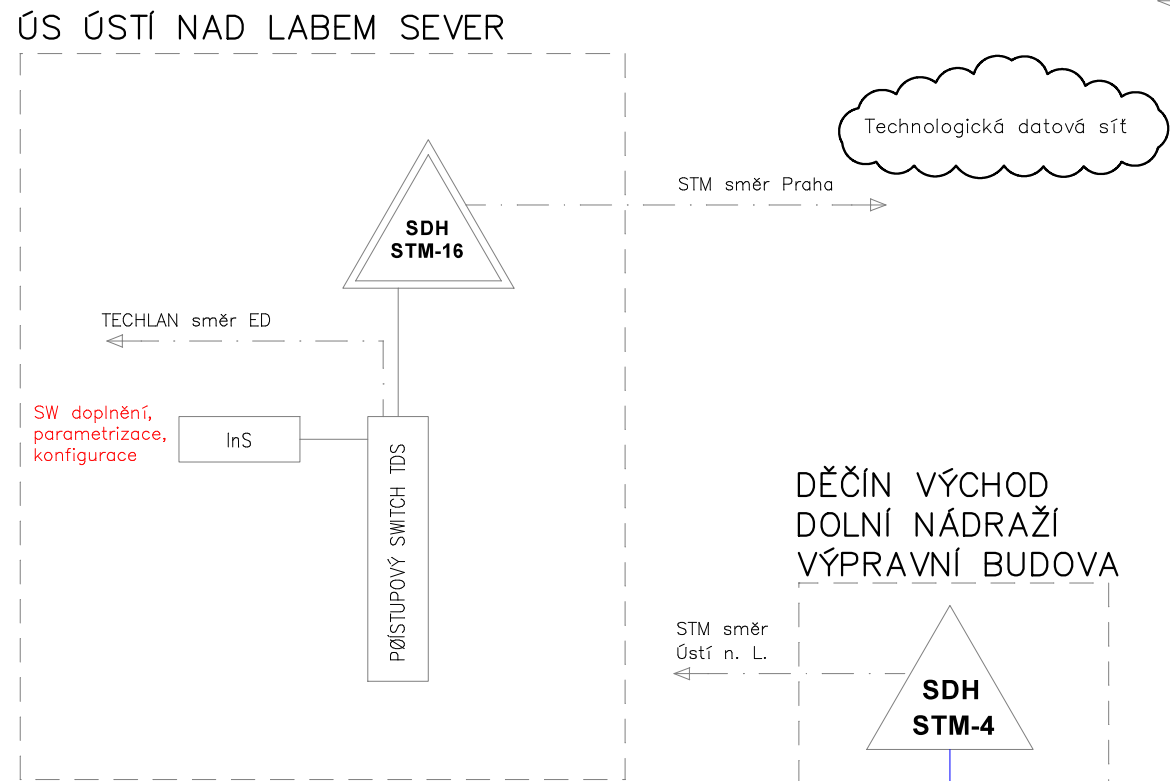 ÚS ÚSTÍ NAD LABEM SEVER
Technologická datová síť
STM směr Praha
SDH
STM-16
TECHLAN směr ED
SW doplnění,
parametrizace,
konfigurace
InS
PØÍSTUPOVÝ SWITCH TDS
DĚČÍN VÝCHOD
DOLNÍ NÁDRAŽÍ
VÝPRAVNÍ BUDOVA
STM směr
Ústí n. L.
SDH
STM-4